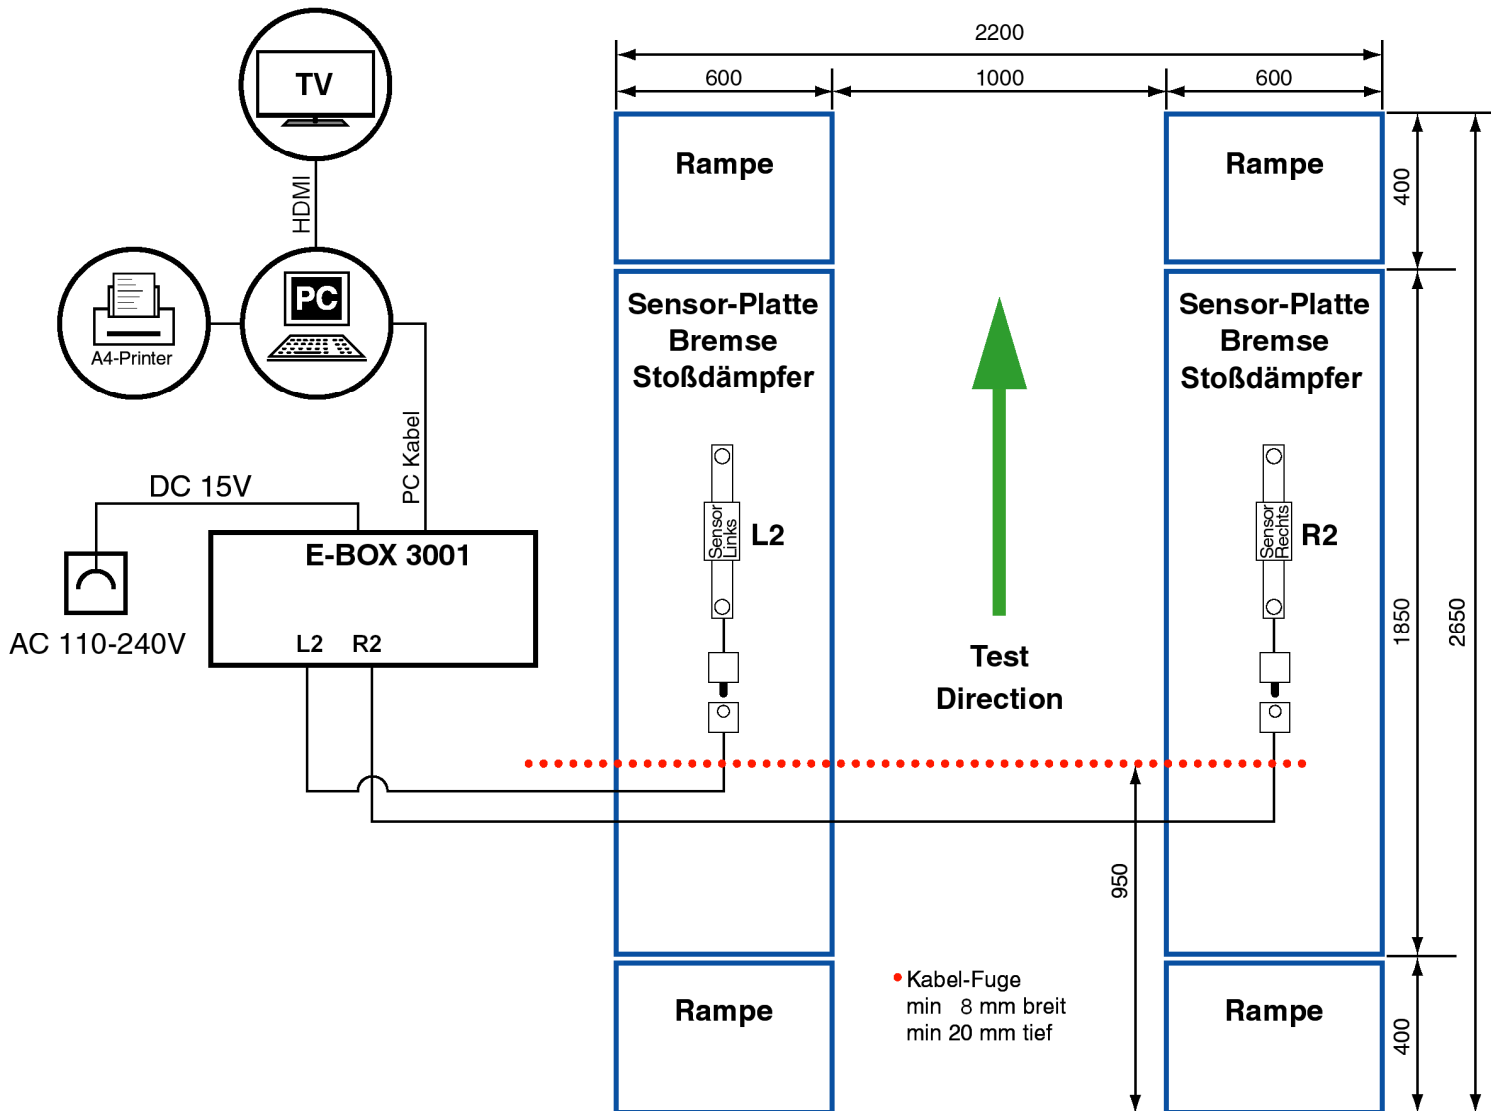 TV
HDMI
PC
A4-Printer
PC Kabel
DC 15V
E-BOX 3001
L2 R2
AC 110-240V
2200
600
1000
600
Rampe
Rampe
400
Sensor-Platte
Bremse
Stoßdämpfer
Sensor-Platte
Bremse
Stoßdämpfer
Sensor
Links
L2
Sensor
Rechts
R2
Test
Direction
1850
2650
950
Kabel-Fuge
min 8 mm breit
min 20 mm tief
Rampe
Rampe
400